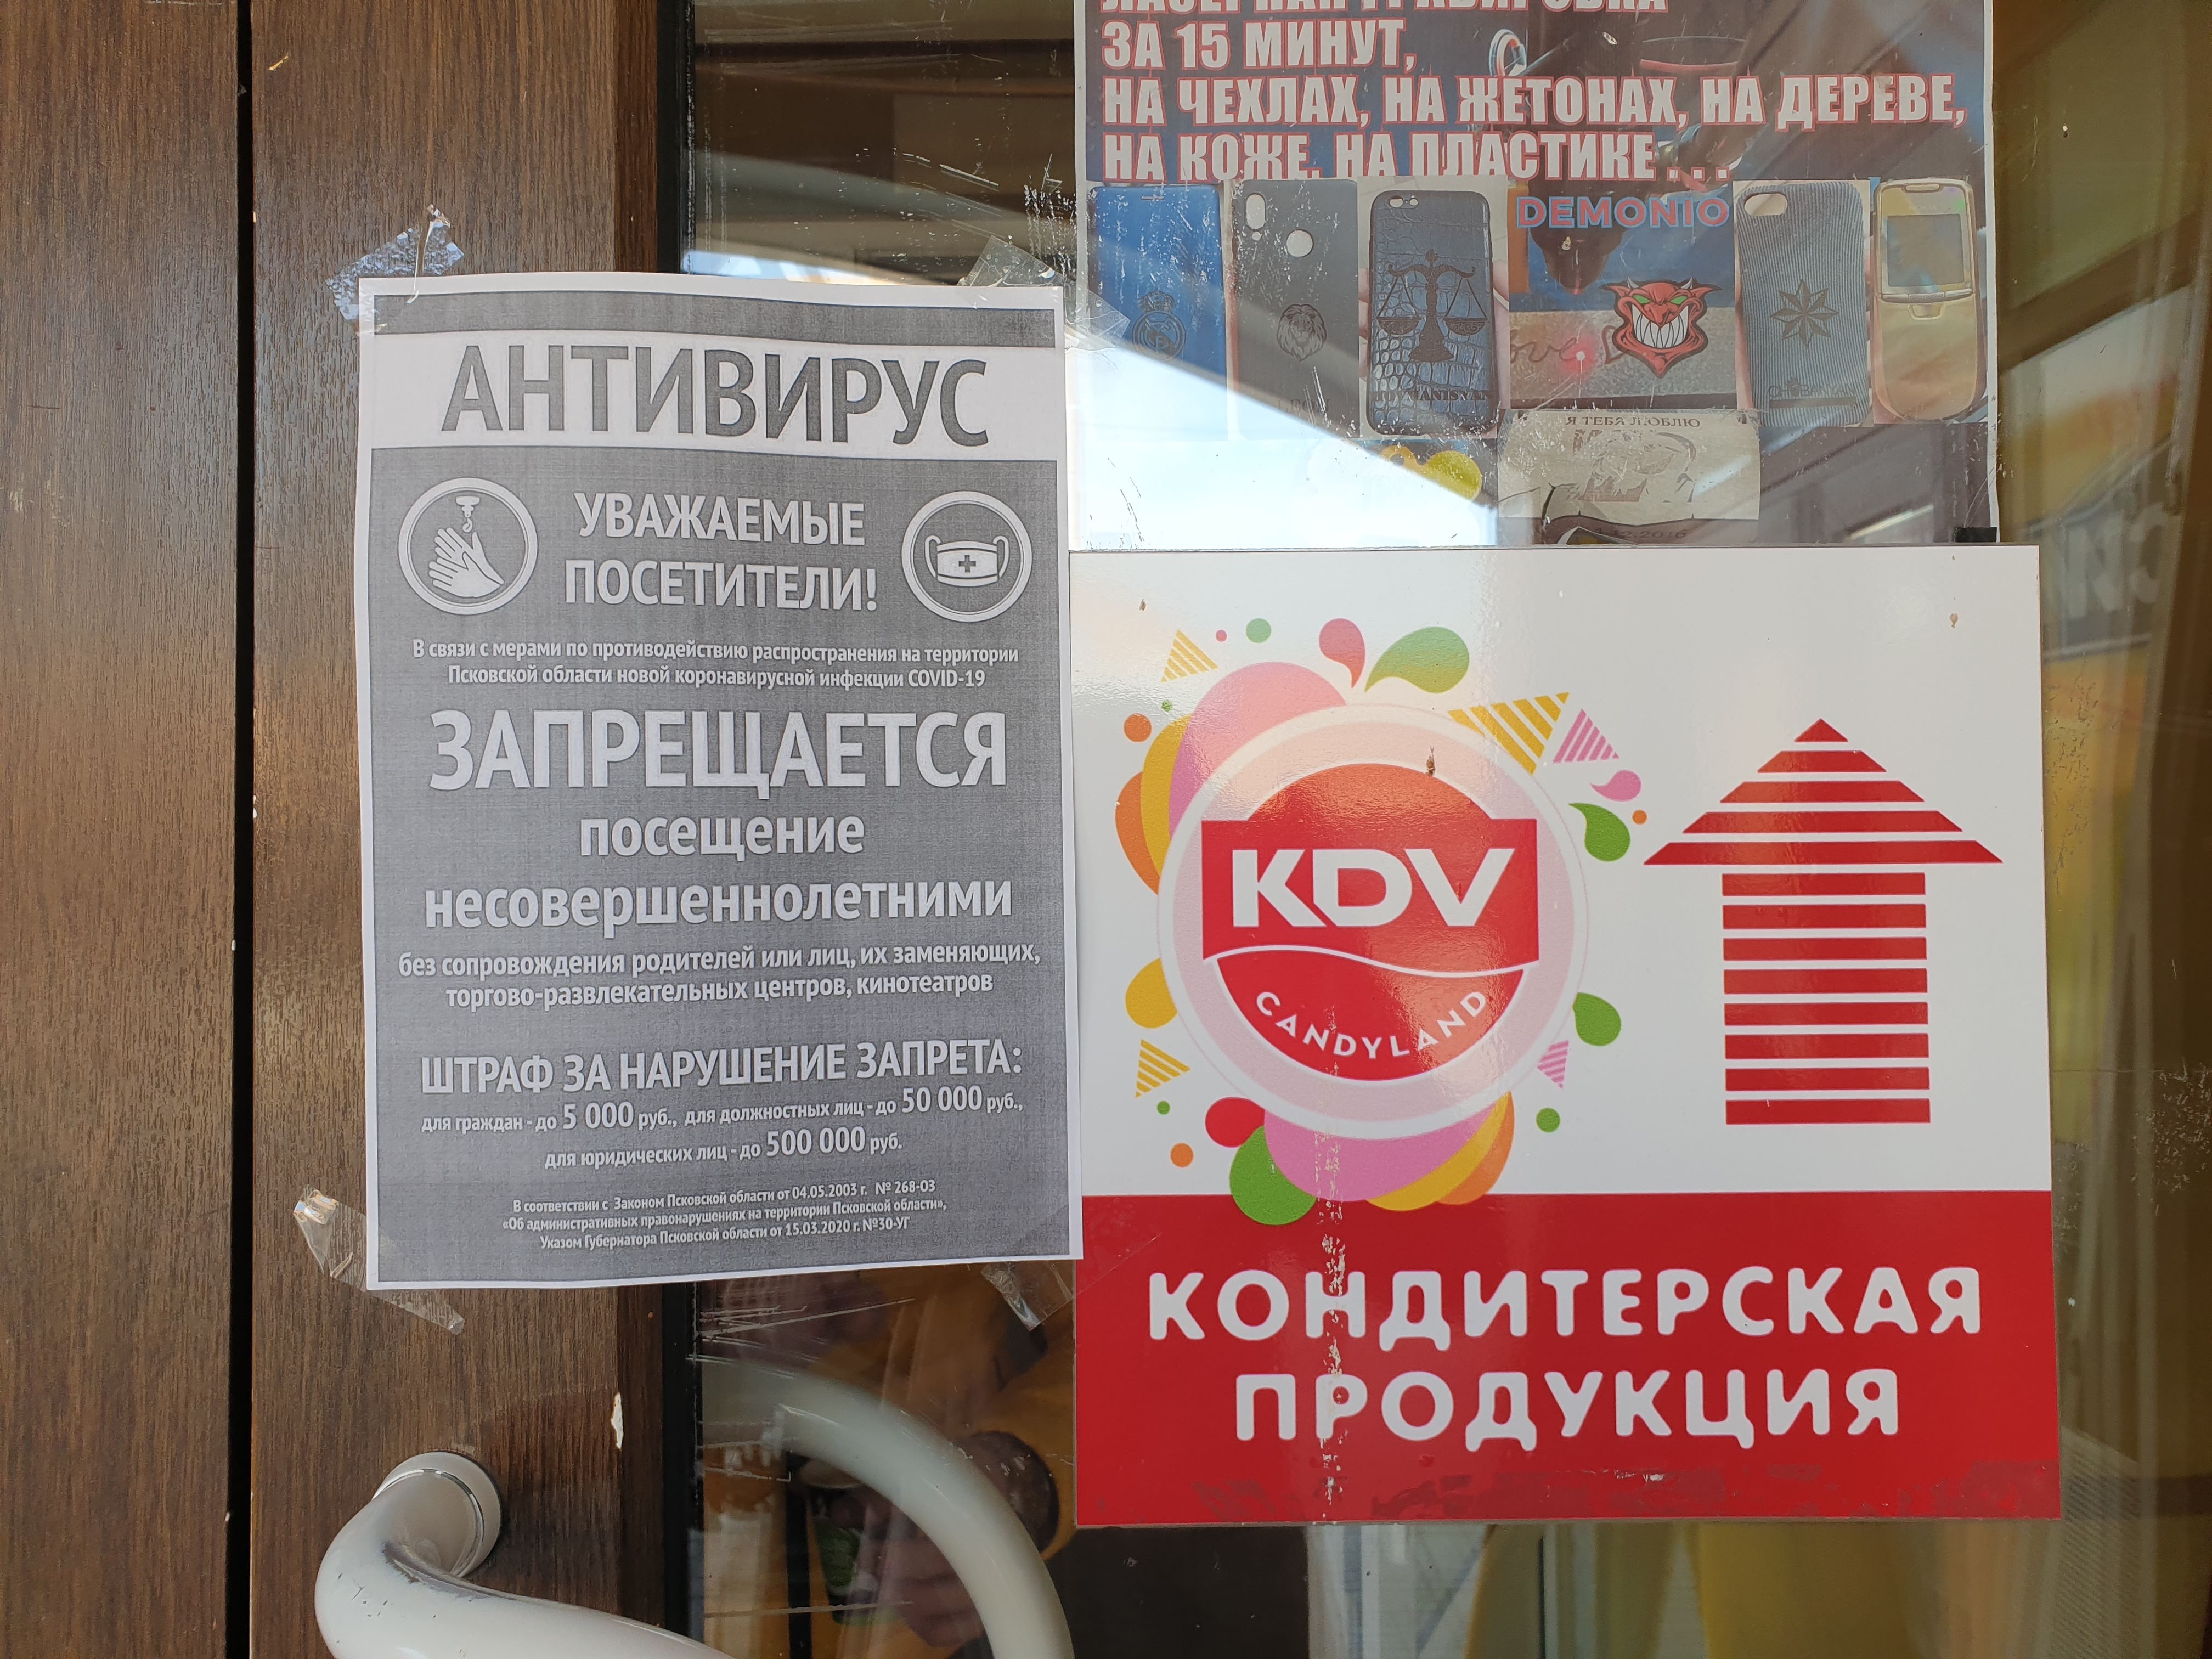 АНТИВИРУС
УВАЖАЕМЫЕ
ПОСЕТИТЕЛИ!
В связи с мерами по противодействию распространения на территории
Псковской области новой коронавирусной инфекции COVID-19
ЗАПРЕЩАЕТСЯ
посещение
несовершеннолетними
без сопровождения родителей или лиц, их заменяющих,
торгово-развлекательных центров, кинотеатров
ШТРАФ ЗА НАРУШЕНИЕ ЗАПРЕТА:
для граждан - до 5 000 руб., для должностных лиц - до 50 000 руб.,
для юридических лиц - до 500 000 руб.
В соответствии с Законом Псковской области от 04.05.2003 г. № 268-ОЗ
«Об административных правонарушениях на территории Псковской области»,
Указом Губернатора Псковской области от 15.03.2020 г. №30-УГ
ЛАЗЕРНАЯ ГРАВИРОВКА
ЗА 15 МИНУТ,
НА ЧЕХЛАХ, НА ЖЕТОНАХ, НА ДЕРЕВЕ,
НА КОЖЕ, НА ПЛАСТИКЕ . . .
DEMONIO
Я ТЕБЯ ЛЮБЛЮ
KDV
CANDYLAND
КОНДИТЕРСКАЯ
ПРОДУКЦИЯ